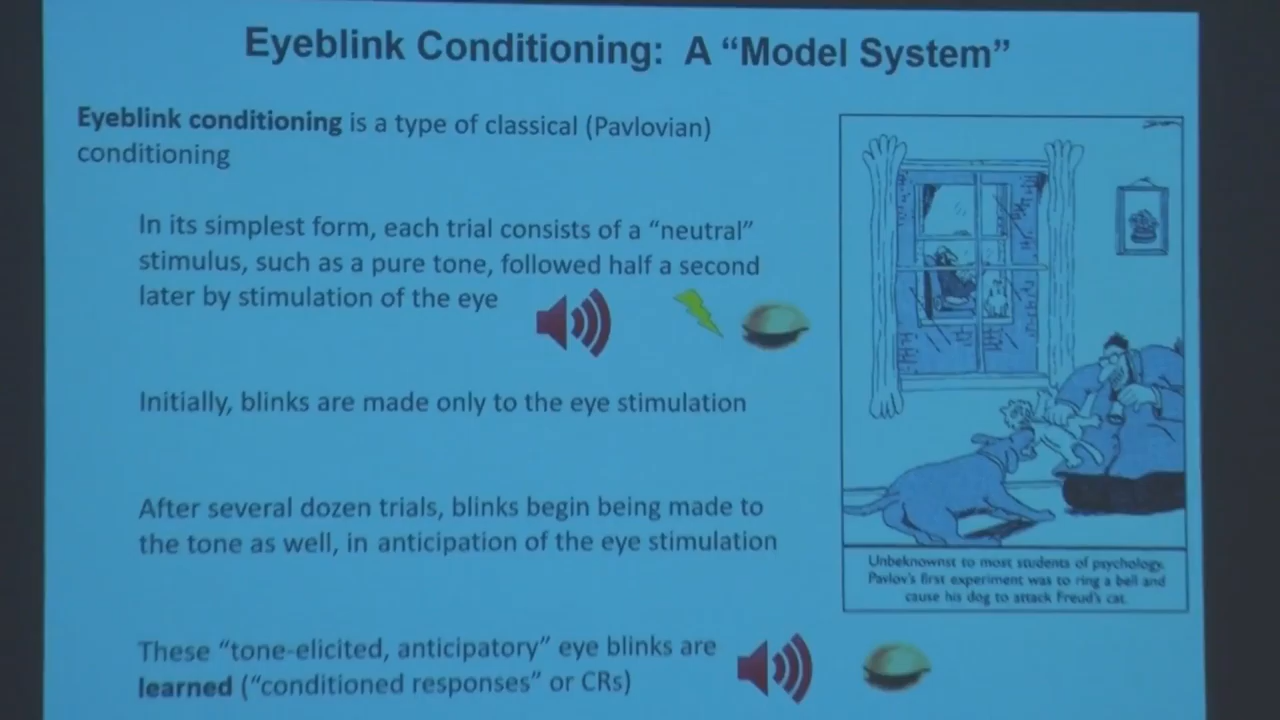 Eyeblink Conditioning: A “Model System”
Eyeblink conditioning is a type of classical (Pavlovian)
conditioning
In its simplest form, each trial consists of a “neutral”
stimulus, such as a pure tone, followed half a second
later by stimulation of the eye
Initially, blinks are made only to the eye stimulation
After several dozen trials, blinks begin being made to
the tone as well, in anticipation of the eye stimulation
These “tone-elicited, anticipatory” eye blinks are
learned (“conditioned responses” or CRs)
Unbeknownst to most students of psychology,
Pavlov's first experiment was to ring a bell and
cause his dog to attack Freud's cat.